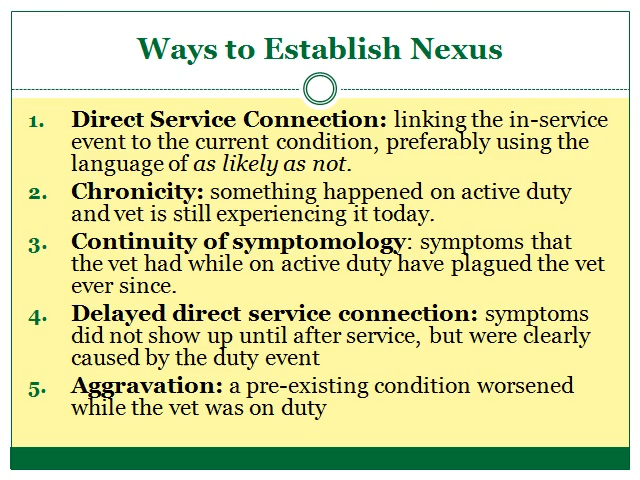 Ways to Establish Nexus
1. Direct Service Connection: linking the in-service
event to the current condition, preferably using the
language of as likely as not.
2. Chronicity: something happened on active duty
and vet is still experiencing it today.
3. Continuity of symptomology: symptoms that
the vet had while on active duty have plagued the vet
ever since.
4. Delayed direct service connection: symptoms
did not show up until after service, but were clearly
caused by the duty event
5. Aggravation: a pre-existing condition worsened
while the vet was on duty